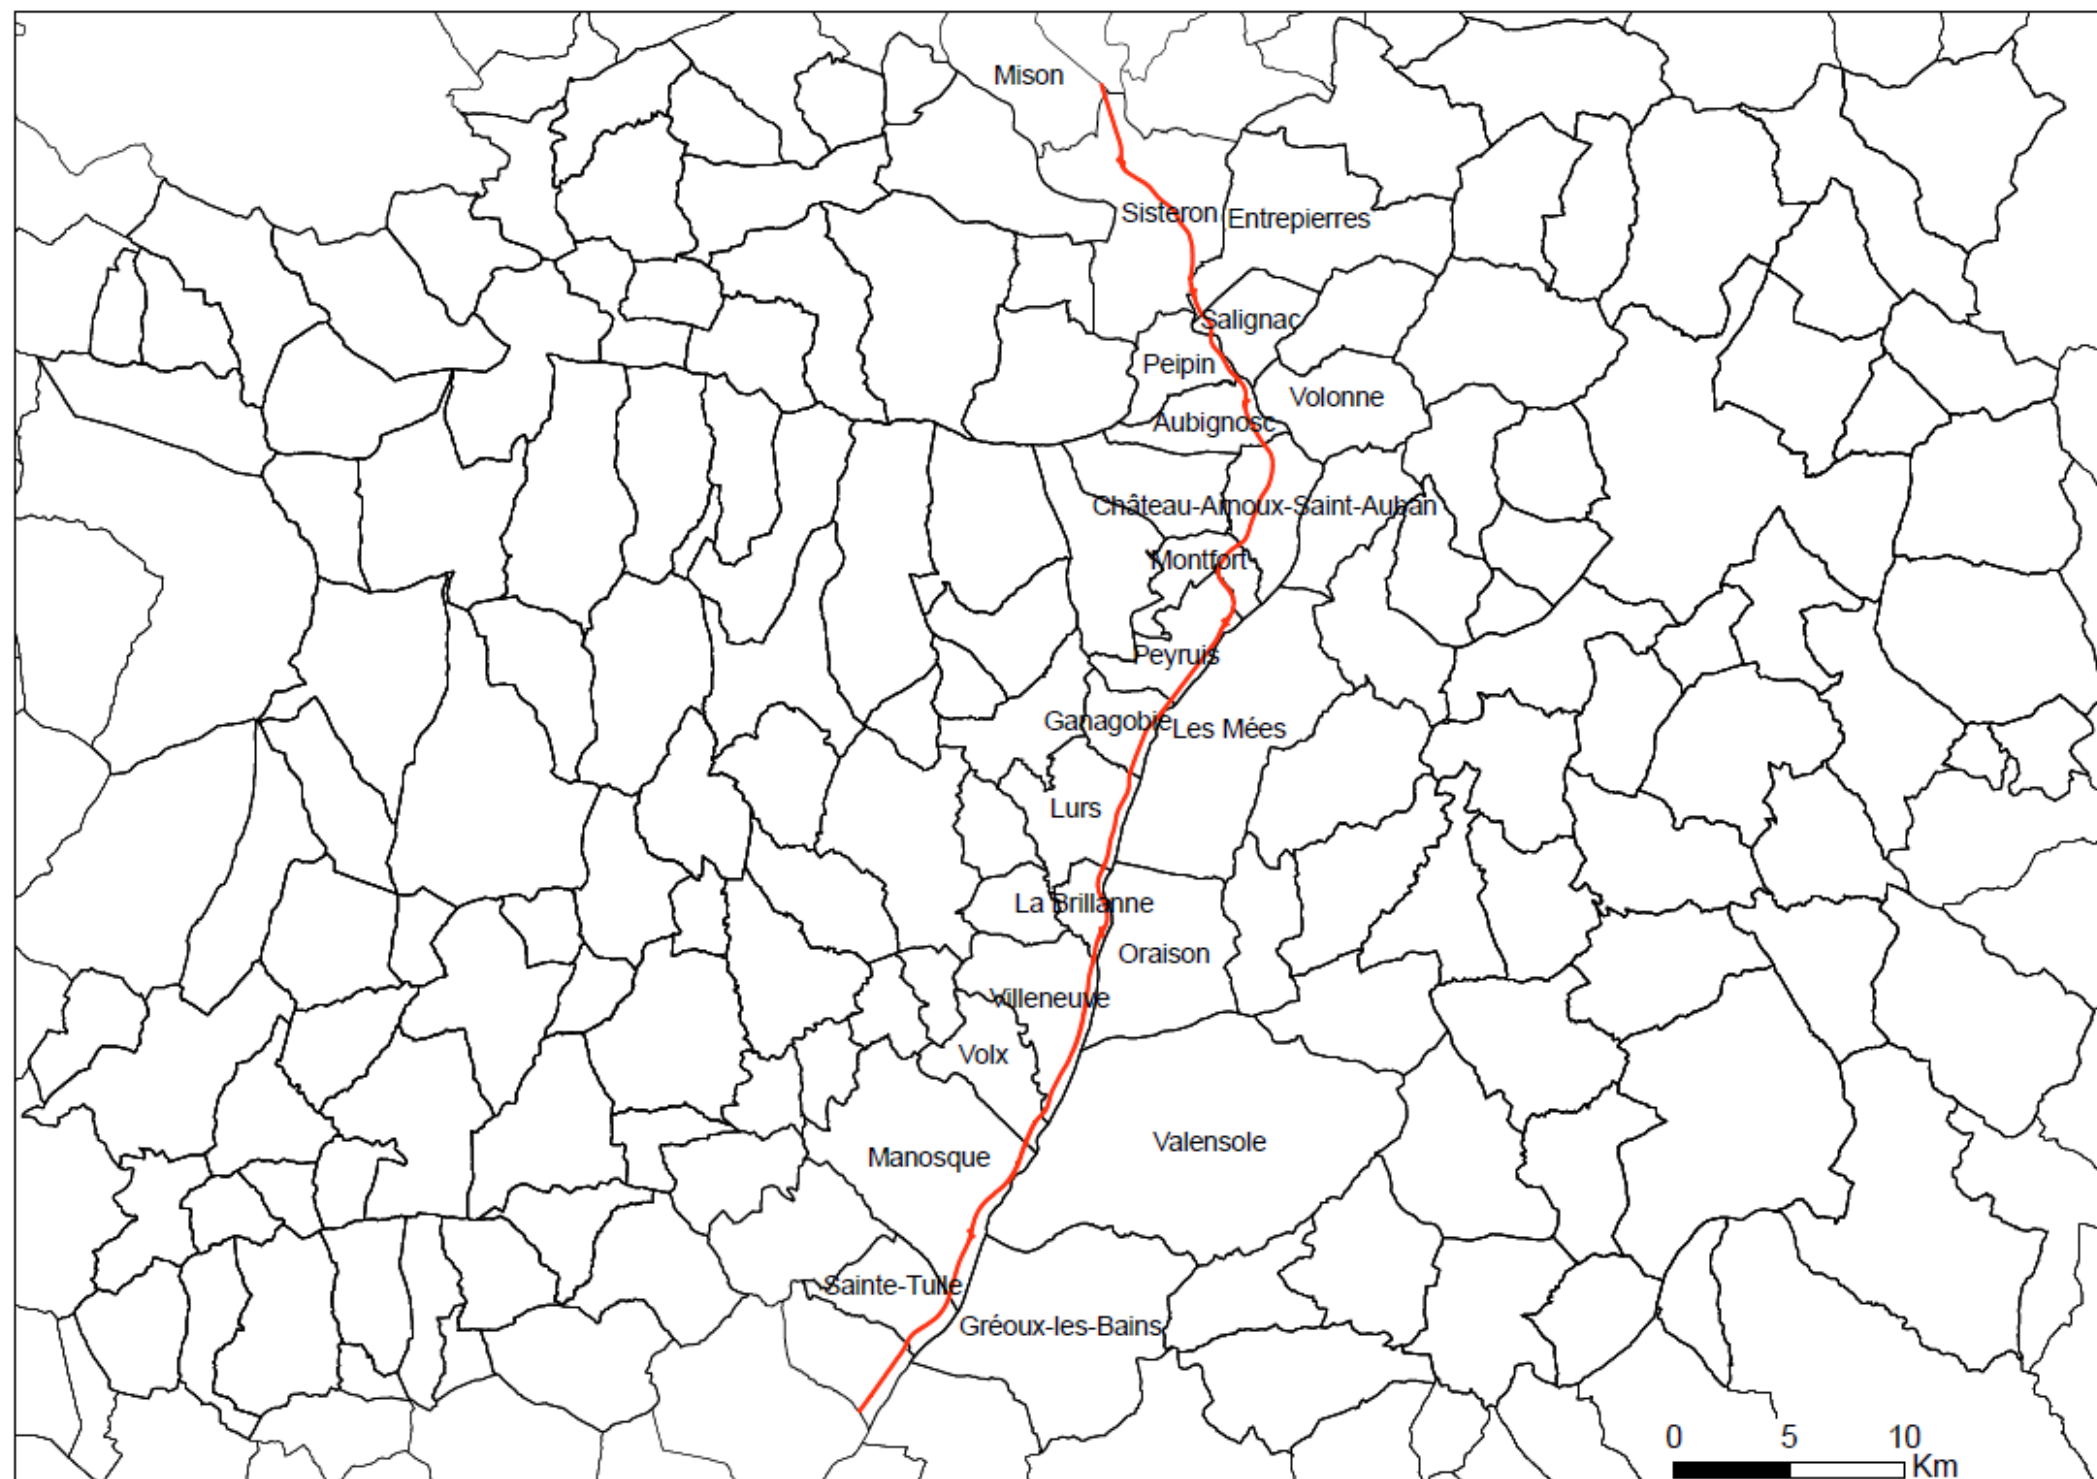 Mison
Sisteron
Entrepierres
Salignac
Peipin
Volonne
Aubignosc
Château-Arnoux-Saint-Auban
Montfort
Peyruis
Ganagobie
Les Mées
Lurs
La Brillanne
Oraison
Villeneuve
Volx
Valensole
Manosque
Sainte-Tulle
Gréoux-les-Bains
0 5 10
Km